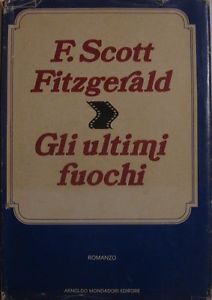 F. Scott
Fitzgerald
Gli ultimi
fuochi
ROMANZO
ARNOLDO MONDADORI EDITORE